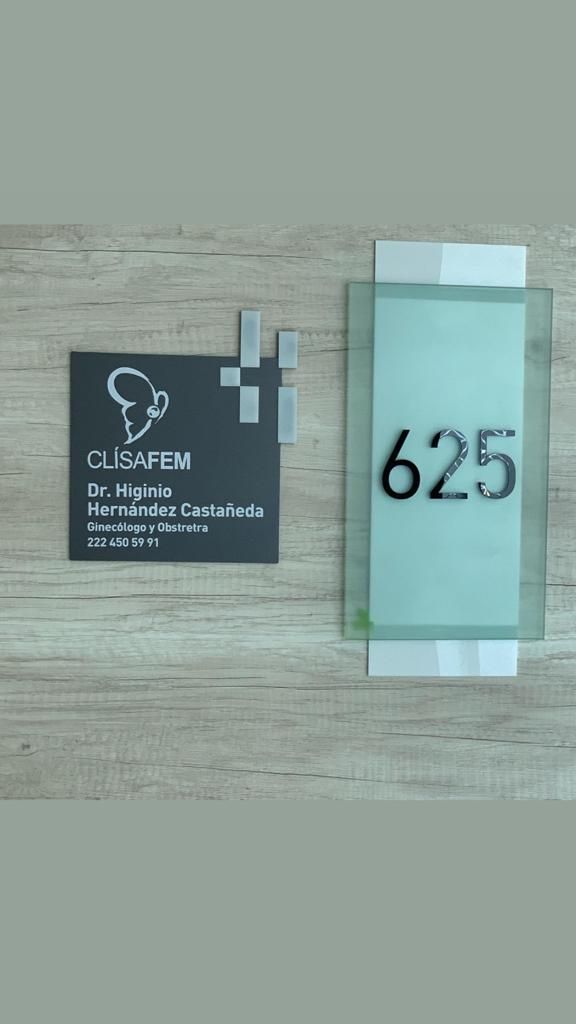 CLÍSAFEM
Dr. Higinio
Hernández Castañeda
Ginecólogo y Obstretra
222 450 59 91
625